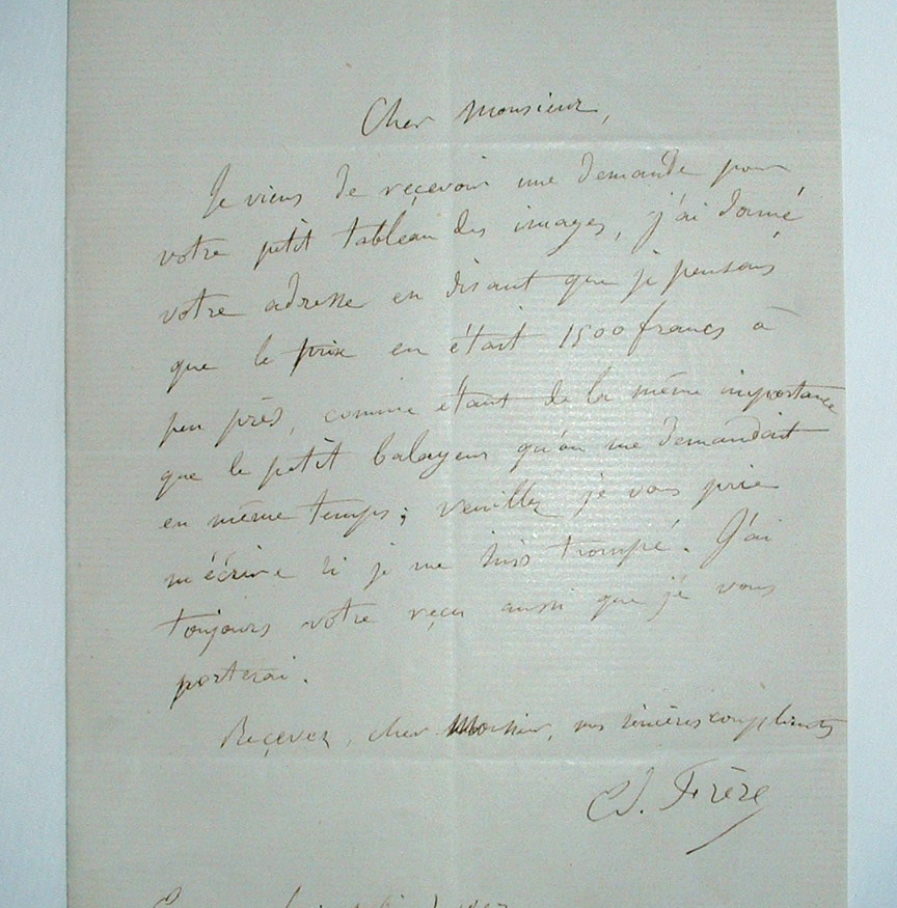 Cher Monsieur,
Je viens de reçevoir une demande pour
votre petit tableau des images, j'ai donné
votre adresse en disant que je pensais
que le prix en était 1500 francs à
peu près, comme étant de la même importance
que le petit balayeur qu'on me demandait
en même temps; veuillez je vous prie
m'écrire si je me suis trompé. J'ai
toujours votre reçu aussi que je vous
porterai.
Reçevez, cher Monsieur, mes sincères compliments
Ed. Frère